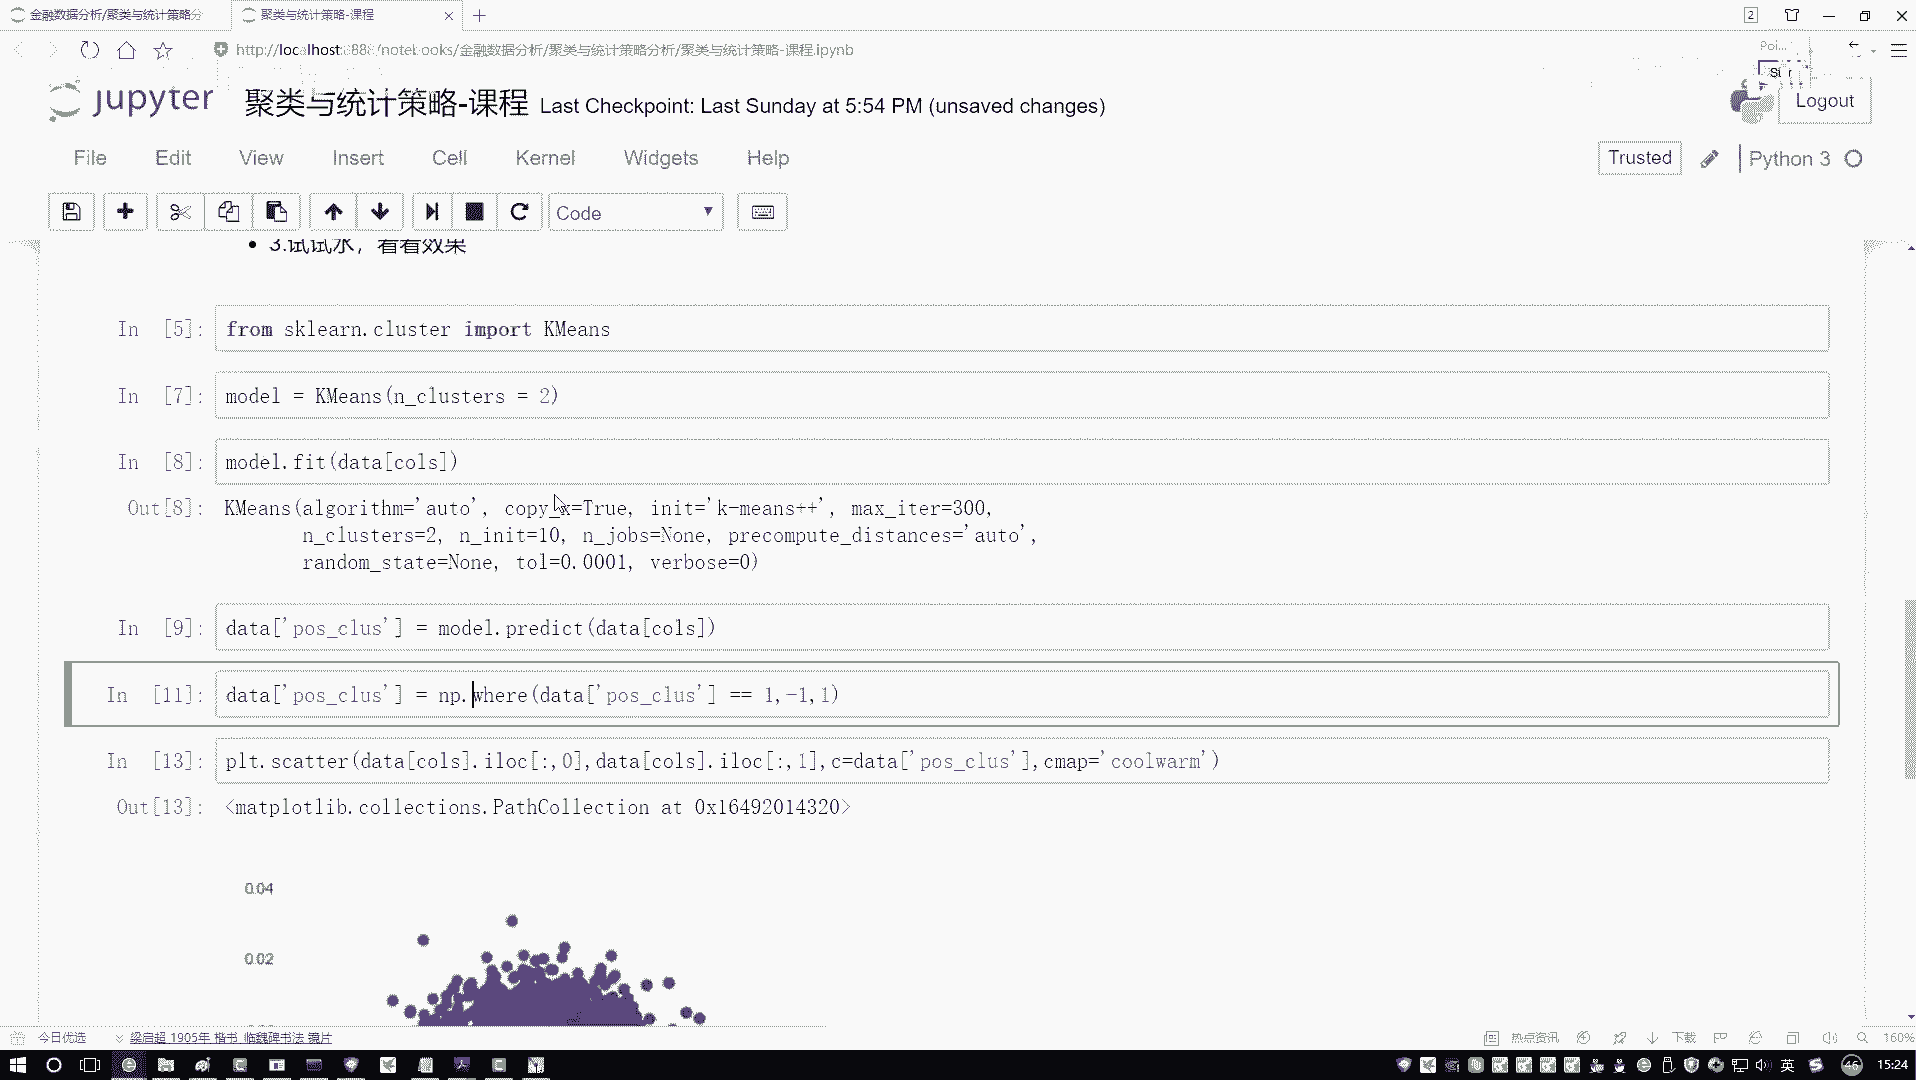 金融数据分析/聚类与统计策略分
聚类与统计策略-课程
2
http://localhost:888/notebooks/金融数据分析/聚类与统计策略分析/聚类与统计策略-课程.ipynb
Poi...
jupyter 聚类与统计策略-课程 Last Checkpoint: Last Sunday at 5:54 PM (unsaved changes)
Logout
File Edit View Insert Cell Kernel Widgets Help
Trusted Python 3
Code
3.试试水，看看效果
In [5]: from sklearn.cluster import KMeans
In [7]: model = KMeans(n_clusters = 2)
In [8]: model.fit(data[cols])
Out[8]: KMeans(algorithm='auto', copy_x=True, init='k-means++', max_iter=300,
n_clusters=2, n_init=10, n_jobs=None, precompute_distances='auto',
random_state=None, tol=0.0001, verbose=0)
In [9]: data['pos_clus'] = model.predict(data[cols])
In [11]: data['pos_clus'] = np.where(data['pos_clus'] == 1,-1,1)
In [13]: plt.scatter(data[cols].iloc[:,0],data[cols].iloc[:,1],c=data['pos_clus'],cmap='coolwarm')
Out[13]: <matplotlib.collections.PathCollection at 0x16492014320>
0.04
0.02
今日优选 梁启超 1905年 楷书 临魏碑书法 镜片
热点资讯 下载 160%
英 46 15:24